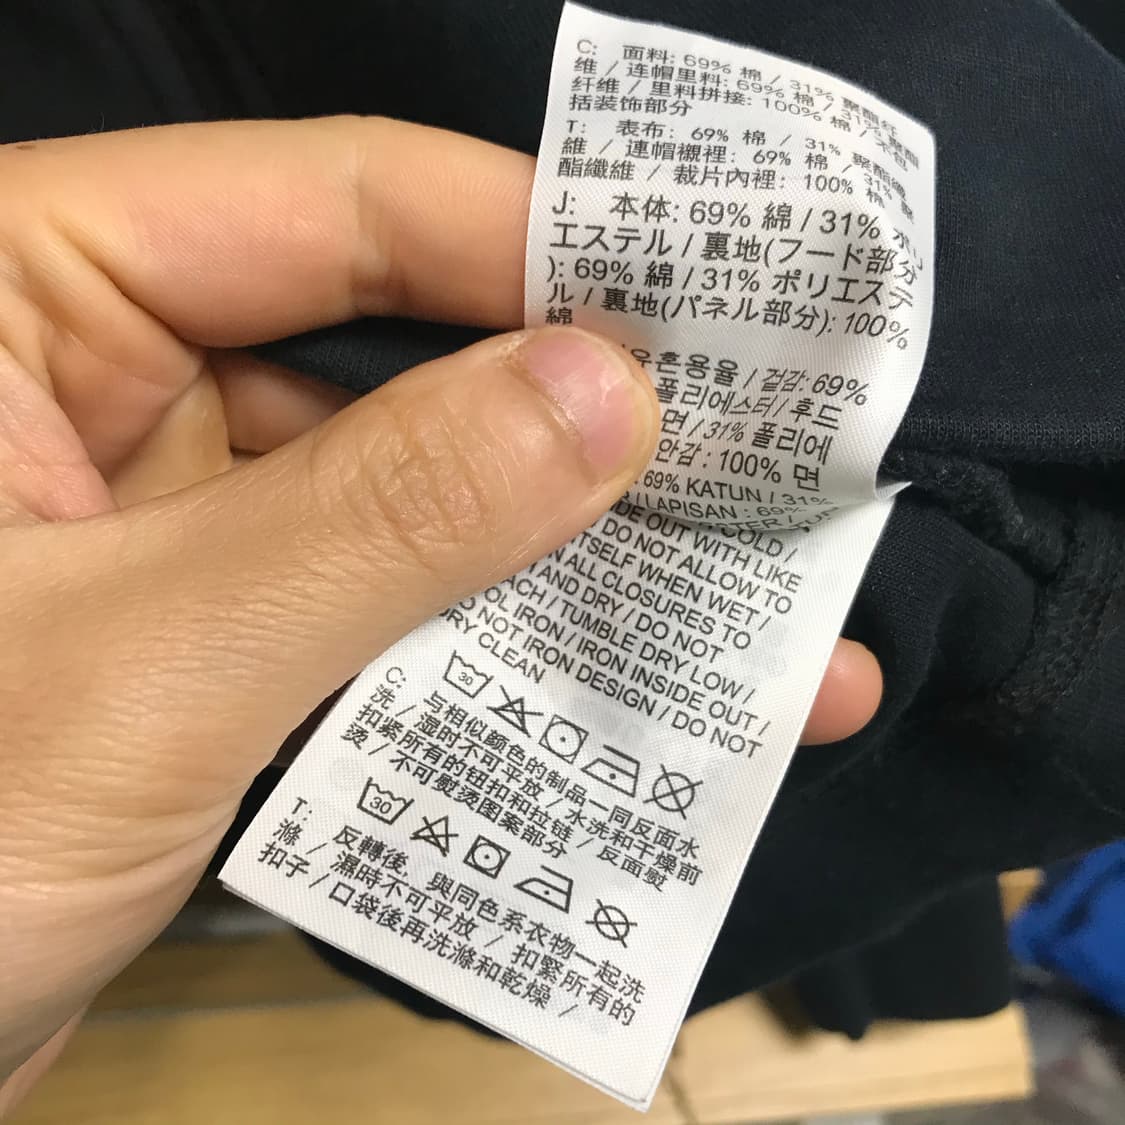 C: 面料: 69% 棉 / 31% 聚酯纤
维 / 连帽里料: 69% 棉 / 31% 聚酯
纤维 / 里料拼接: 100% 棉 / 不包
括装饰部分
T: 表布: 69% 棉 / 31% 聚酯纖
維 / 連帽襯裡: 69% 棉 / 31% 聚
酯纖維 / 裁片內裡: 100% 棉
J: 本体: 69% 綿 / 31% ポリ
エステル / 裏地(フード部分
): 69% 綿 / 31% ポリエステ
ル / 裏地(パネル部分): 100%
綿
혼용율 / 겉감: 69%
폴리에스터 / 후드
면 / 31% 폴리에
안감: 100% 면
69% KATUN / 31%
/ LAPISAN : 69%
COLD /
OUT WITH LIKE
DO NOT ALLOW TO
ITSELF WHEN WET /
ALL CLOSURES TO
AND DRY / DO NOT
/ TUMBLE DRY LOW /
IRON / IRON INSIDE OUT /
DO NOT IRON DESIGN / DO NOT
DRY CLEAN
30
C: 与相似颜色的制品一同反面水
洗 / 湿时不可平放 / 水洗和干燥前
扣紧所有的钮扣和拉链 / 反面熨
烫 / 不可熨烫图案部分
30
T: 反轉後, 與同色系衣物一起洗
滌 / 濕時不可平放 / 扣緊所有的
扣子 / 口袋後再洗滌和乾燥 /